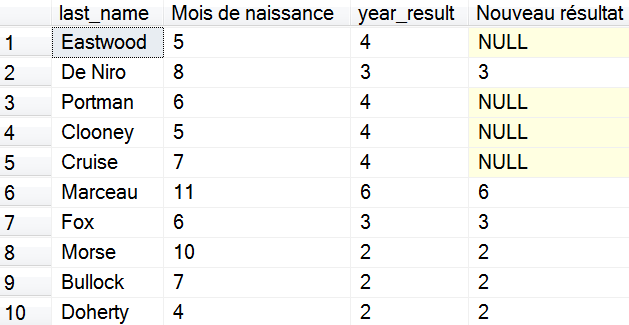 last_name Mois de naissance year_result Nouveau résultat
1 Eastwood 5 4 NULL
2 De Niro 8 3 3
3 Portman 6 4 NULL
4 Clooney 5 4 NULL
5 Cruise 7 4 NULL
6 Marceau 11 6 6
7 Fox 6 3 3
8 Morse 10 2 2
9 Bullock 7 2 2
10 Doherty 4 2 2